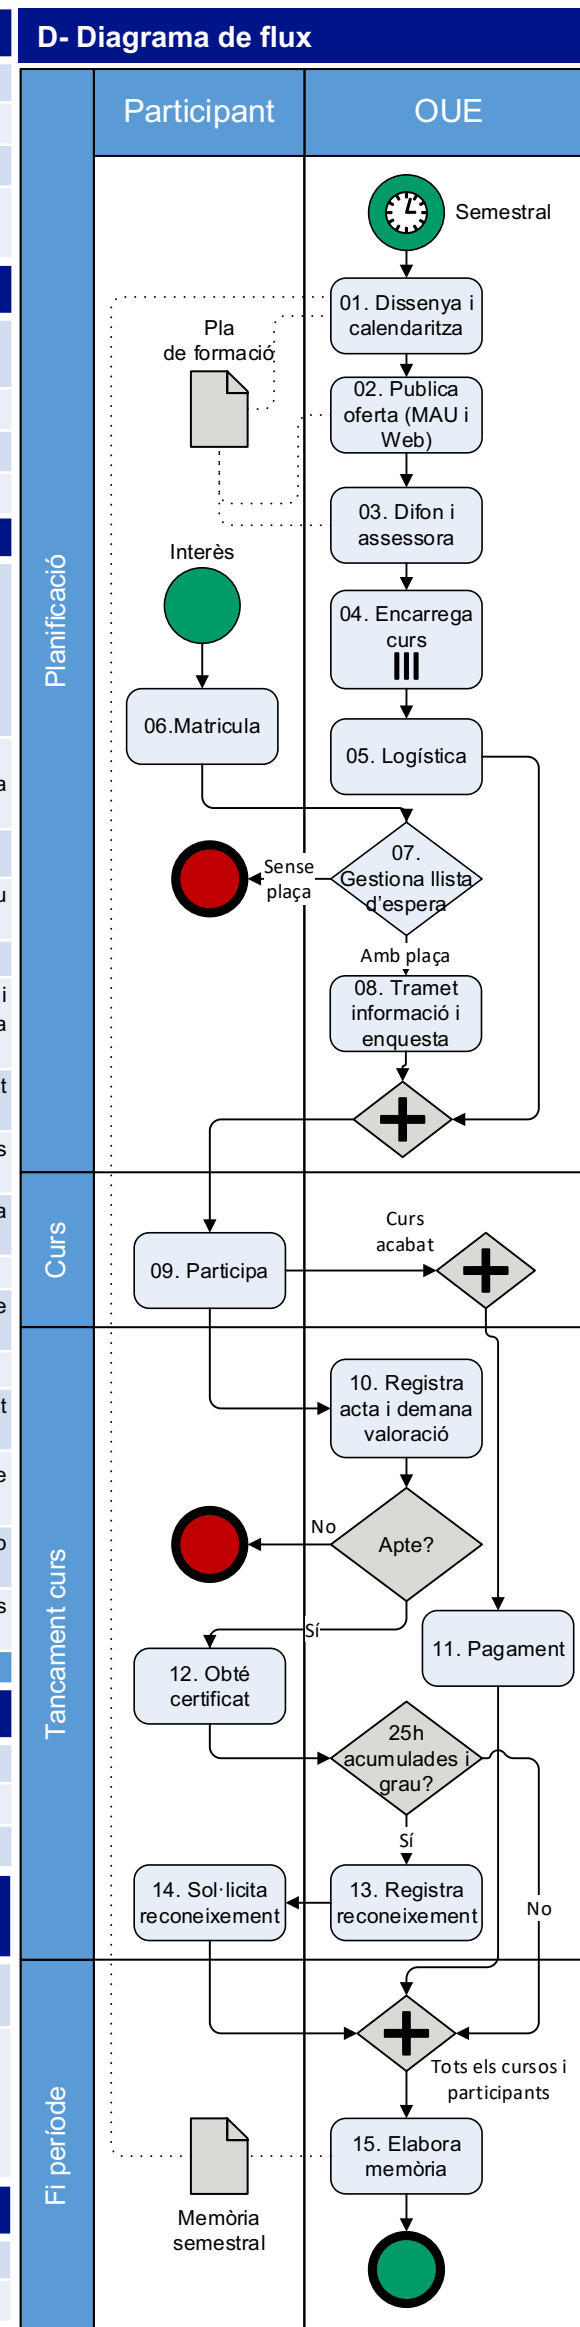 D- Diagrama de flux
Participant
OUE
Planificació
Semestral
01. Dissenya i
calendaritza
Pla
de formació
02. Publica
oferta (MAU i
Web)
03. Difon i
assessora
Interès
04. Encarrega
curs
06.Matricula
05. Logística
07.
Gestiona llista
d'espera
Sense
plaça
Amb plaça
08. Tramet
informació i
enquesta
Curs
Curs
acabat
09. Participa
Tancament curs
10. Registra
acta i demana
valoració
No
Apte?
Sí
11. Pagament
12. Obté
certificat
25h
acumulades i
grau?
Sí
14. Sol·licita
reconeixement
13. Registra
reconeixement
No
Fi període
Tots els cursos i
participants
15. Elabora
memòria
Memòria
semestral
a
u
i
a
t
s
a
e
t
e
o
s